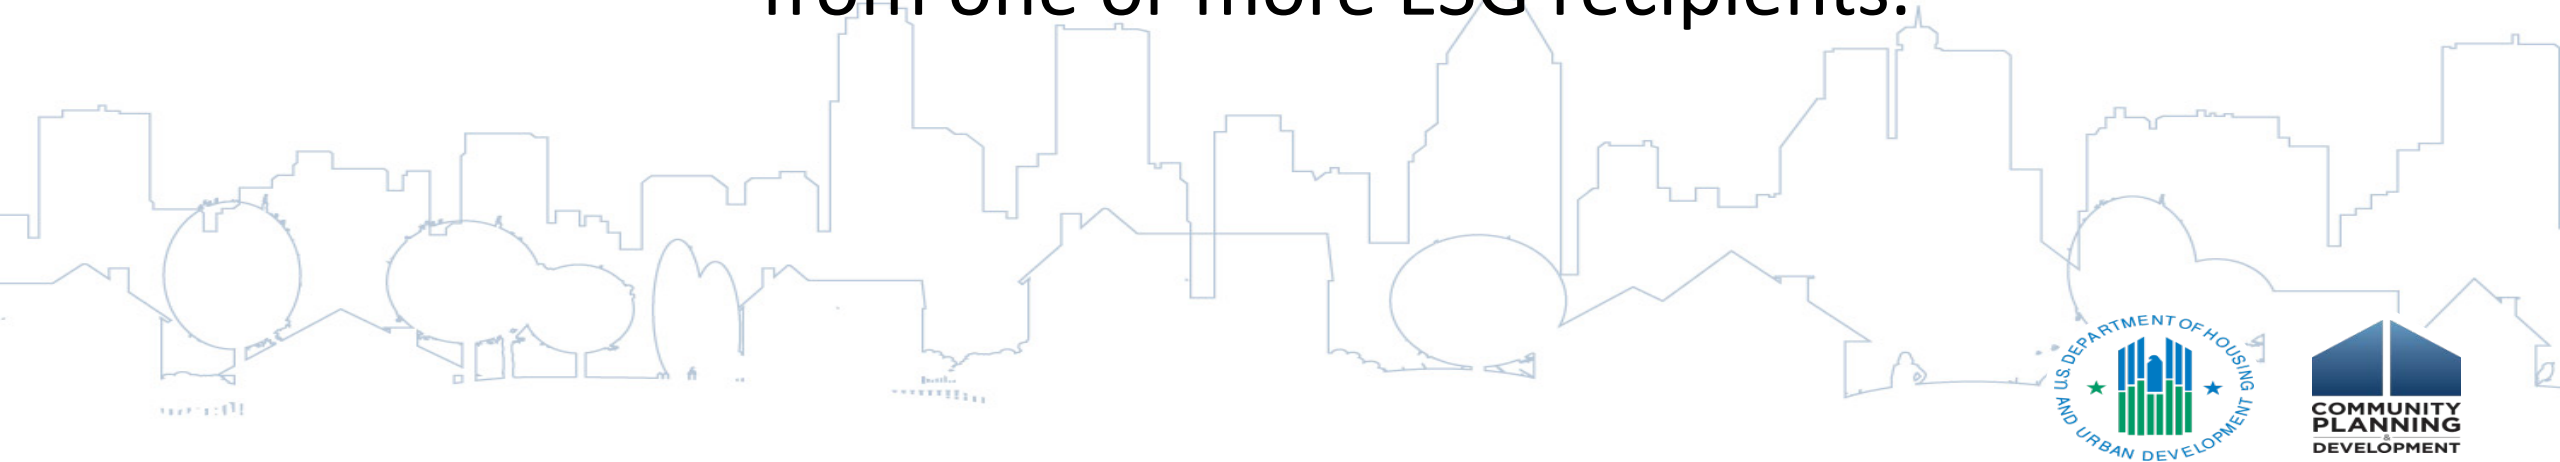 from one or more ESG recipients.
U.S. DEPARTMENT OF HOUSING
AND URBAN DEVELOPMENT
COMMUNITY
PLANNING
&
DEVELOPMENT